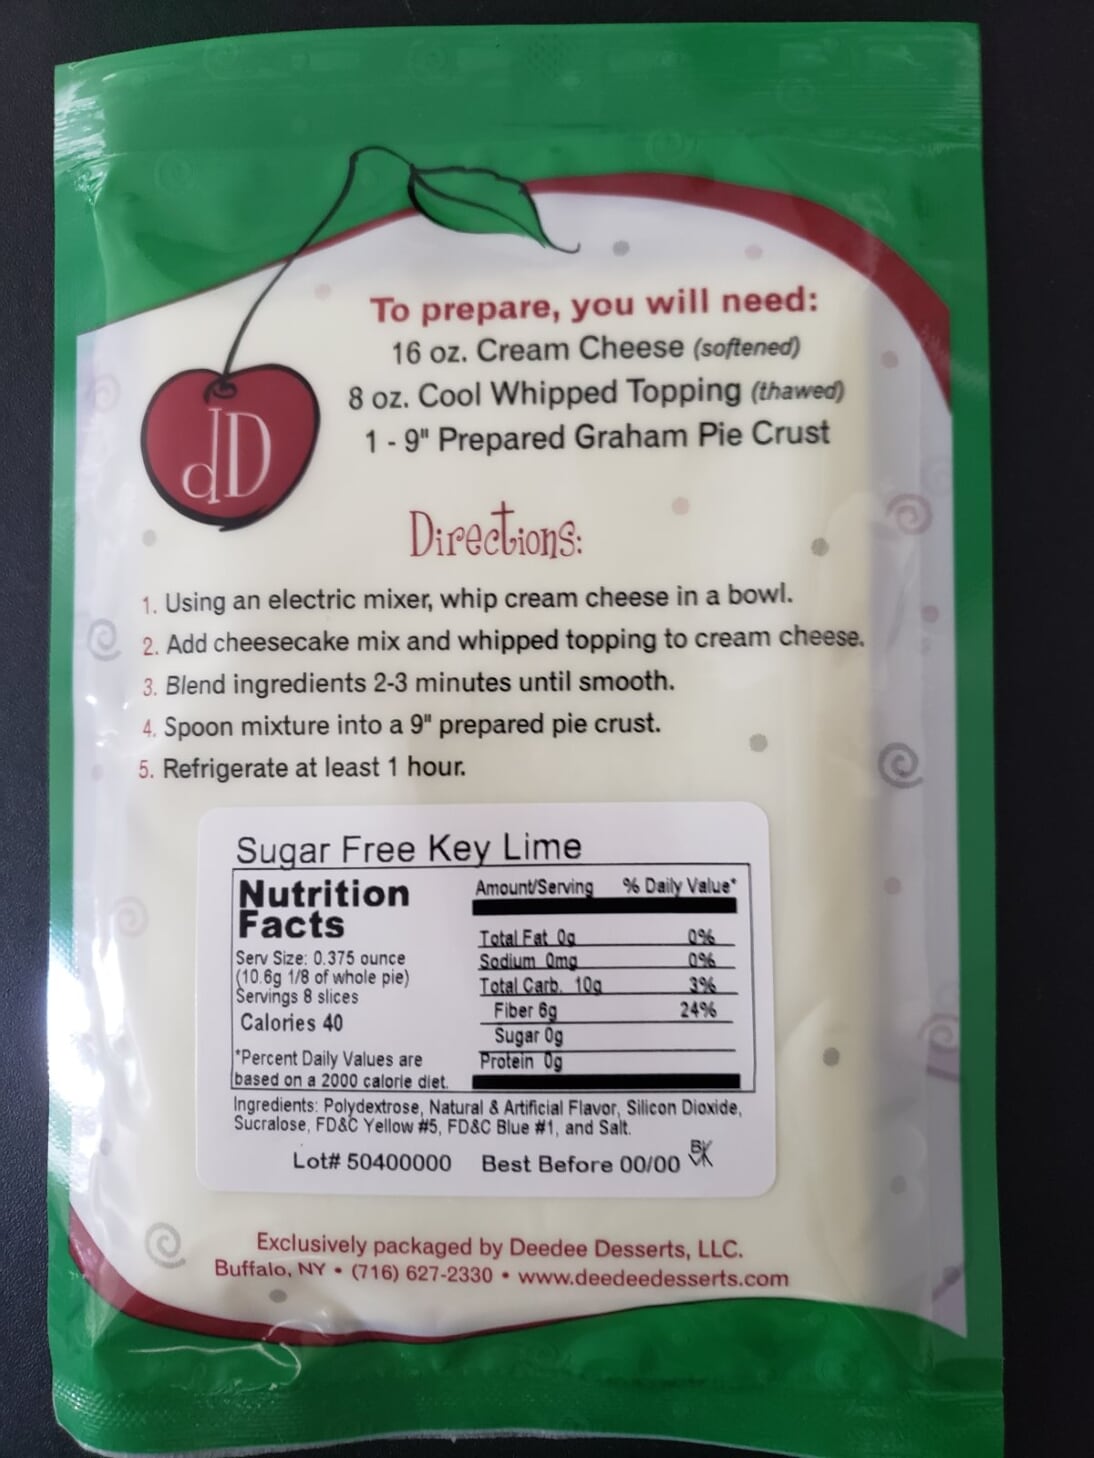 To prepare, you will need:
16 oz. Cream Cheese (softened)
8 oz. Cool Whipped Topping (thawed)
1 - 9" Prepared Graham Pie Crust
dD
Directions:
1. Using an electric mixer, whip cream cheese in a bowl.
2. Add cheesecake mix and whipped topping to cream cheese.
3. Blend ingredients 2-3 minutes until smooth.
4. Spoon mixture into a 9" prepared pie crust.
5. Refrigerate at least 1 hour.
Sugar Free Key Lime
Nutrition
Facts
Serv Size: 0.375 ounce
(10.6g 1/8 of whole pie)
Servings 8 slices
Calories 40
*Percent Daily Values are
based on a 2000 calorie diet.
Amount/Serving % Daily Value*
Total Fat 0g 0%
Sodium 0mg 0%
Total Carb. 10g 3%
Fiber 6g 24%
Sugar 0g
Protein 0g
Ingredients: Polydextrose, Natural & Artificial Flavor, Silicon Dioxide,
Sucralose, FD&C Yellow #5, FD&C Blue #1, and Salt.
Lot# 50400000 Best Before 00/00
Exclusively packaged by Deedee Desserts, LLC.
Buffalo, NY • (716) 627-2330 • www.deedeedesserts.com